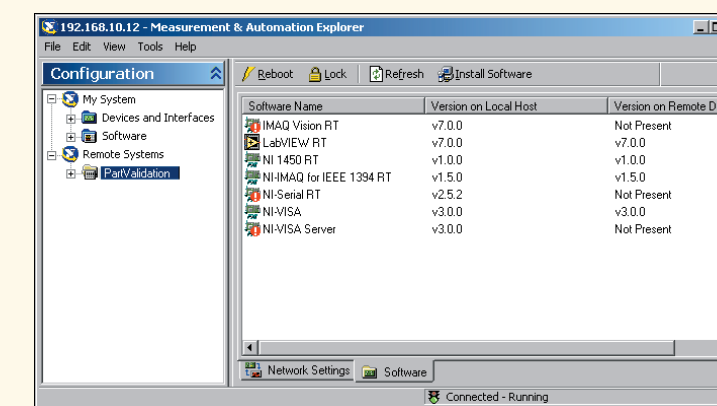 192.168.10.12 - Measurement & Automation Explorer
File Edit View Tools Help
Configuration
Reboot Lock Refresh Install Software
My System
Devices and Interfaces
Software
Remote Systems
PartValidation
Software Name Version on Local Host Version on Remote D
IMAQ Vision RT v7.0.0 Not Present
LabVIEW RT v7.0.0 v7.0.0
NI 1450 RT v1.0.0 v1.0.0
NI-IMAQ for IEEE 1394 RT v1.5.0 v1.5.0
NI-Serial RT v2.5.2 Not Present
NI-VISA v3.0.0 v3.0.0
NI-VISA Server v3.0.0 Not Present
Network Settings Software
Connected - Running